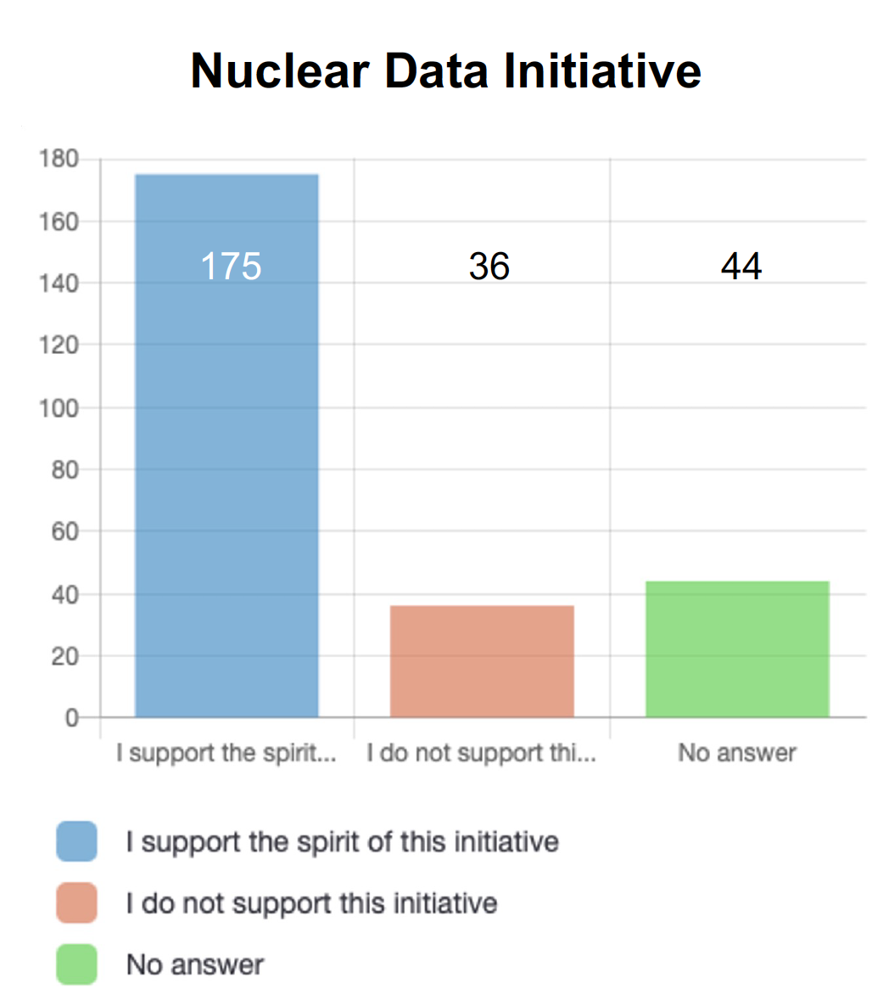 Nuclear Data Initiative
180
160
175
36
44
140
120
100
80
60
40
20
0
I support the spirit...
I do not support thi...
No answer
I support the spirit of this initiative
I do not support this initiative
No answer